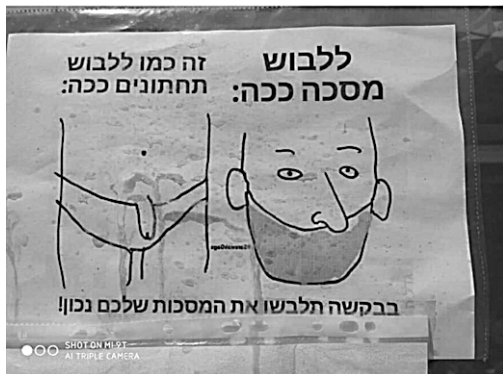 ללבוש
מסכה ככה:
זה כמו ללבוש
תחתונים ככה:
בבקשה תלבשו את המסכות שלכם נכון!
SHOT ON MI 9T
AI TRIPLE CAMERA